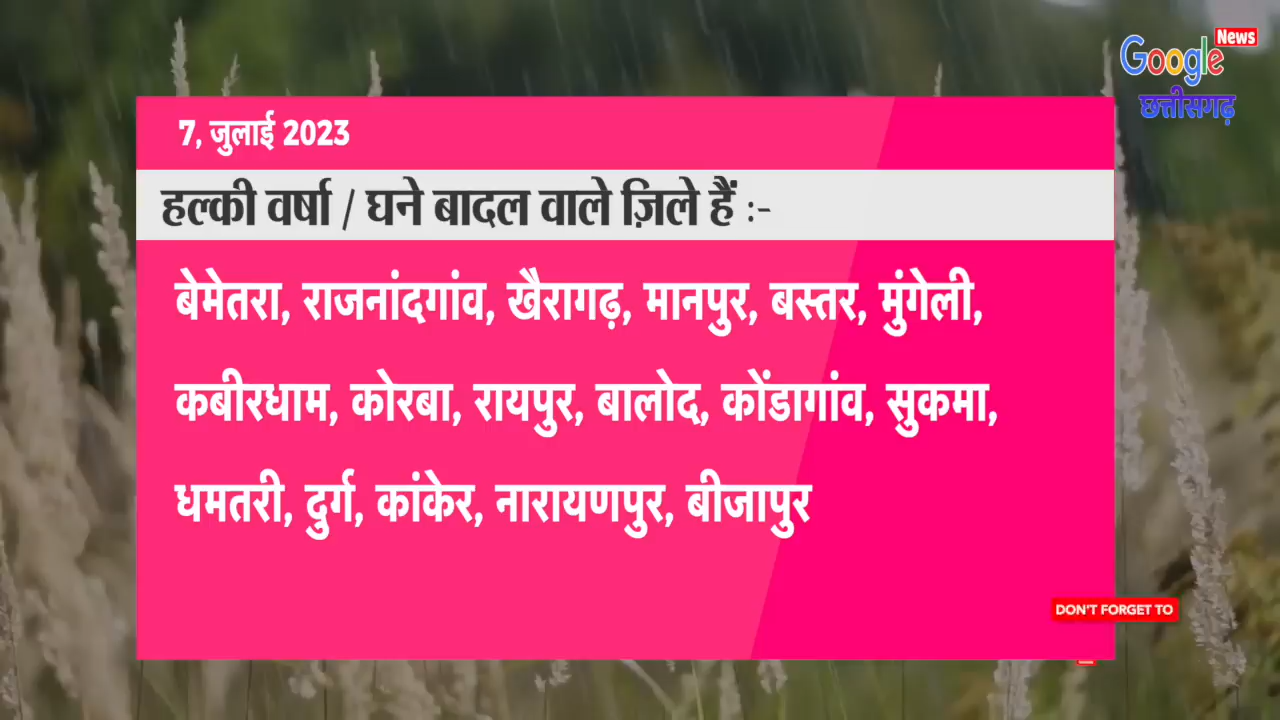 Google News
छत्तीसगढ़
7, जुलाई 2023
हल्की वर्षा / घने बादल वाले ज़िले हैं :-
बेमेतरा, राजनांदगांव, खैरागढ़, मानपुर, बस्तर, मुंगेली,
कबीरधाम, कोरबा, रायपुर, बालोद, कोंडागांव, सुकमा,
धमतरी, दुर्ग, कांकेर, नारायणपुर, बीजापुर
DON'T FORGET TO